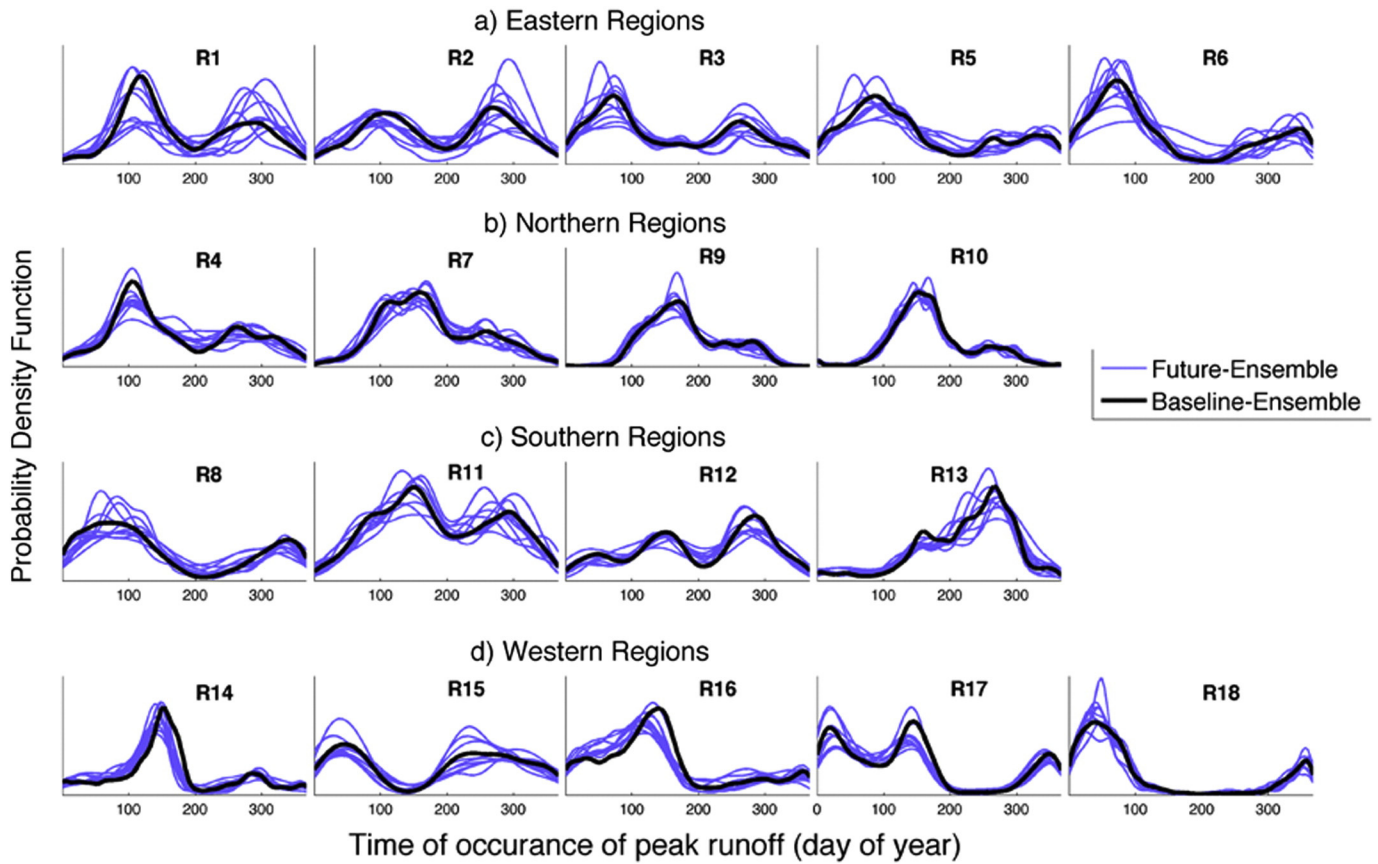 a) Eastern Regions
R1 R2 R3 R5 R6
100 200 300 100 200 300 100 200 300 100 200 300 100 200 300
b) Northern Regions
R4 R7 R9 R10
100 200 300 100 200 300 100 200 300 100 200 300
Probability Density Function
Future-Ensemble
Baseline-Ensemble
c) Southern Regions
R8 R11 R12 R13
100 200 300 100 200 300 100 200 300 100 200 300
d) Western Regions
R14 R15 R16 R17 R18
100 200 300 100 200 300 100 200 300 0 100 200 300 100 200 300
Time of occurance of peak runoff (day of year)